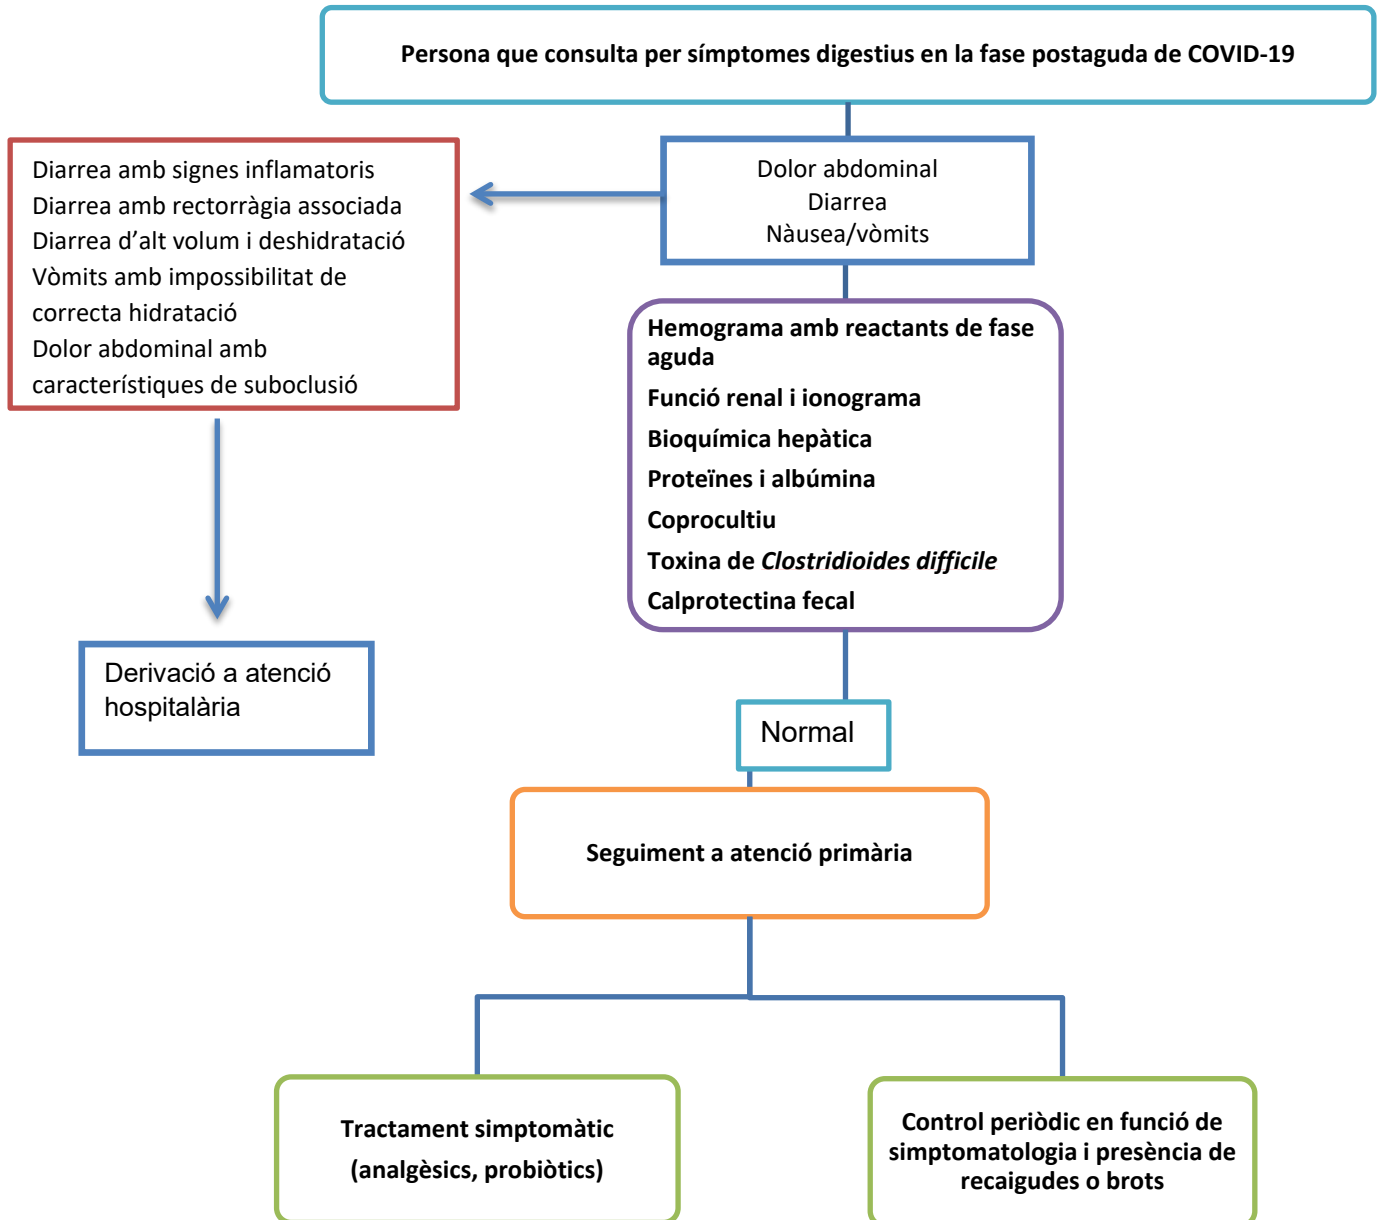 Persona que consulta per símptomes digestius en la fase postaguda de COVID-19
Diarrea amb signes inflamatoris
Diarrea amb rectorràgia associada
Diarrea d’alt volum i deshidratació
Vòmits amb impossibilitat de
correcta hidratació
Dolor abdominal amb
característiques de suboclusió
Dolor abdominal
Diarrea
Nàusea/vòmits
Hemograma amb reactants de fase
aguda
Funció renal i ionograma
Bioquímica hepàtica
Proteïnes i albúmina
Coprocultiu
Toxina de Clostridioides difficile
Calprotectina fecal
Derivació a atenció
hospitalària
Normal
Seguiment a atenció primària
Tractament simptomàtic
(analgèsics, probiòtics)
Control periòdic en funció de
simptomatologia i presència de
recaigudes o brots